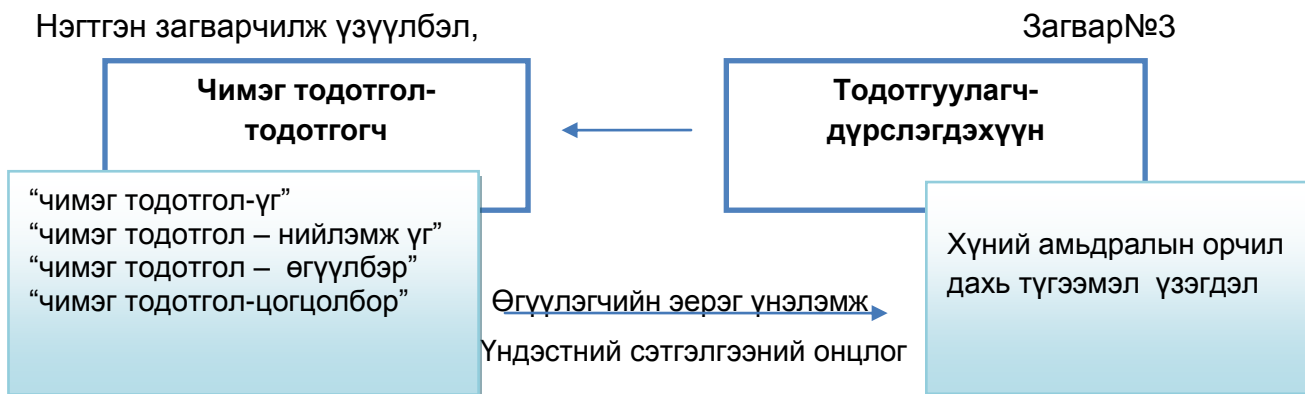 Нэгтгэн загварчилж үзүүлбэл,
Загвар№3
Чимэг тодотгол-
тодотгогч
Тодотгуулагч-
дүрслэгдэхүүн
“чимэг тодотгол-үг”
“чимэг тодотгол – нийлэмж үг”
“чимэг тодотгол –  өгүүлбэр”
“чимэг тодотгол-цогцолбор”
Өгүүлэгчийн эерэг үнэлэмж
Үндэстний сэтгэлгээний онцлог
Хүний амьдралын орчил
дахь түгээмэл  үзэгдэл